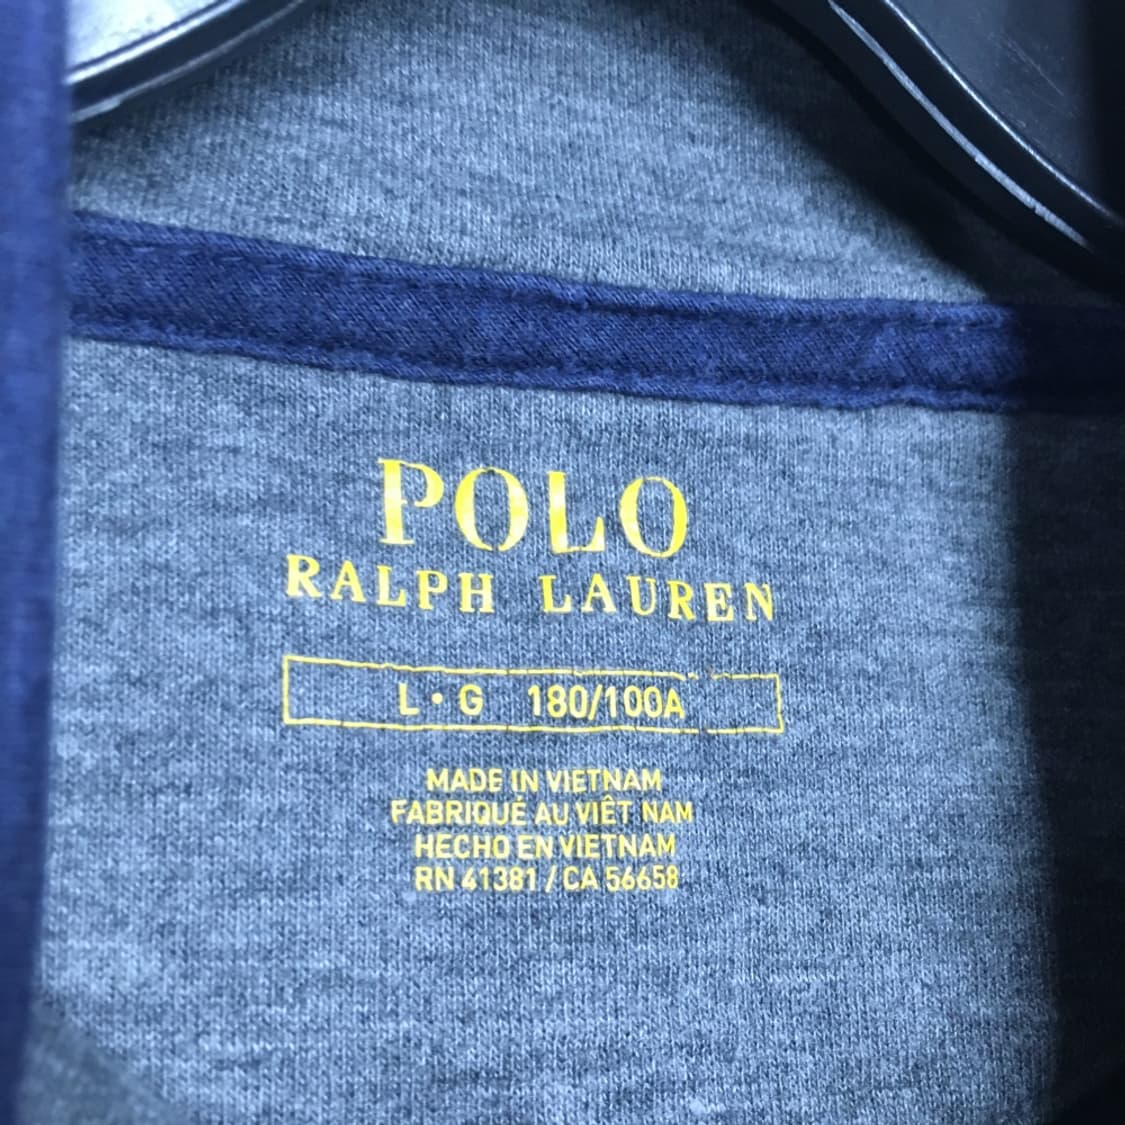 POLO
RALPH LAUREN
L • G 180/100A
MADE IN VIETNAM
FABRIQUÉ AU VIÊT NAM
HECHO EN VIETNAM
RN 41381 / CA 56658